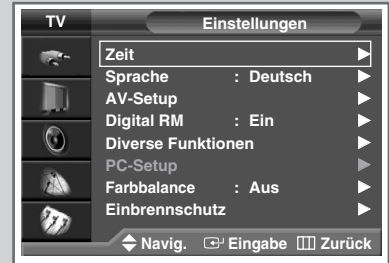 TV Einstellungen
Zeit
Sprache : Deutsch
AV-Setup
Digital RM : Ein
Diverse Funktionen
PC-Setup
Farbbalance : Aus
Einbrennschutz
Navig. Eingabe Zurück